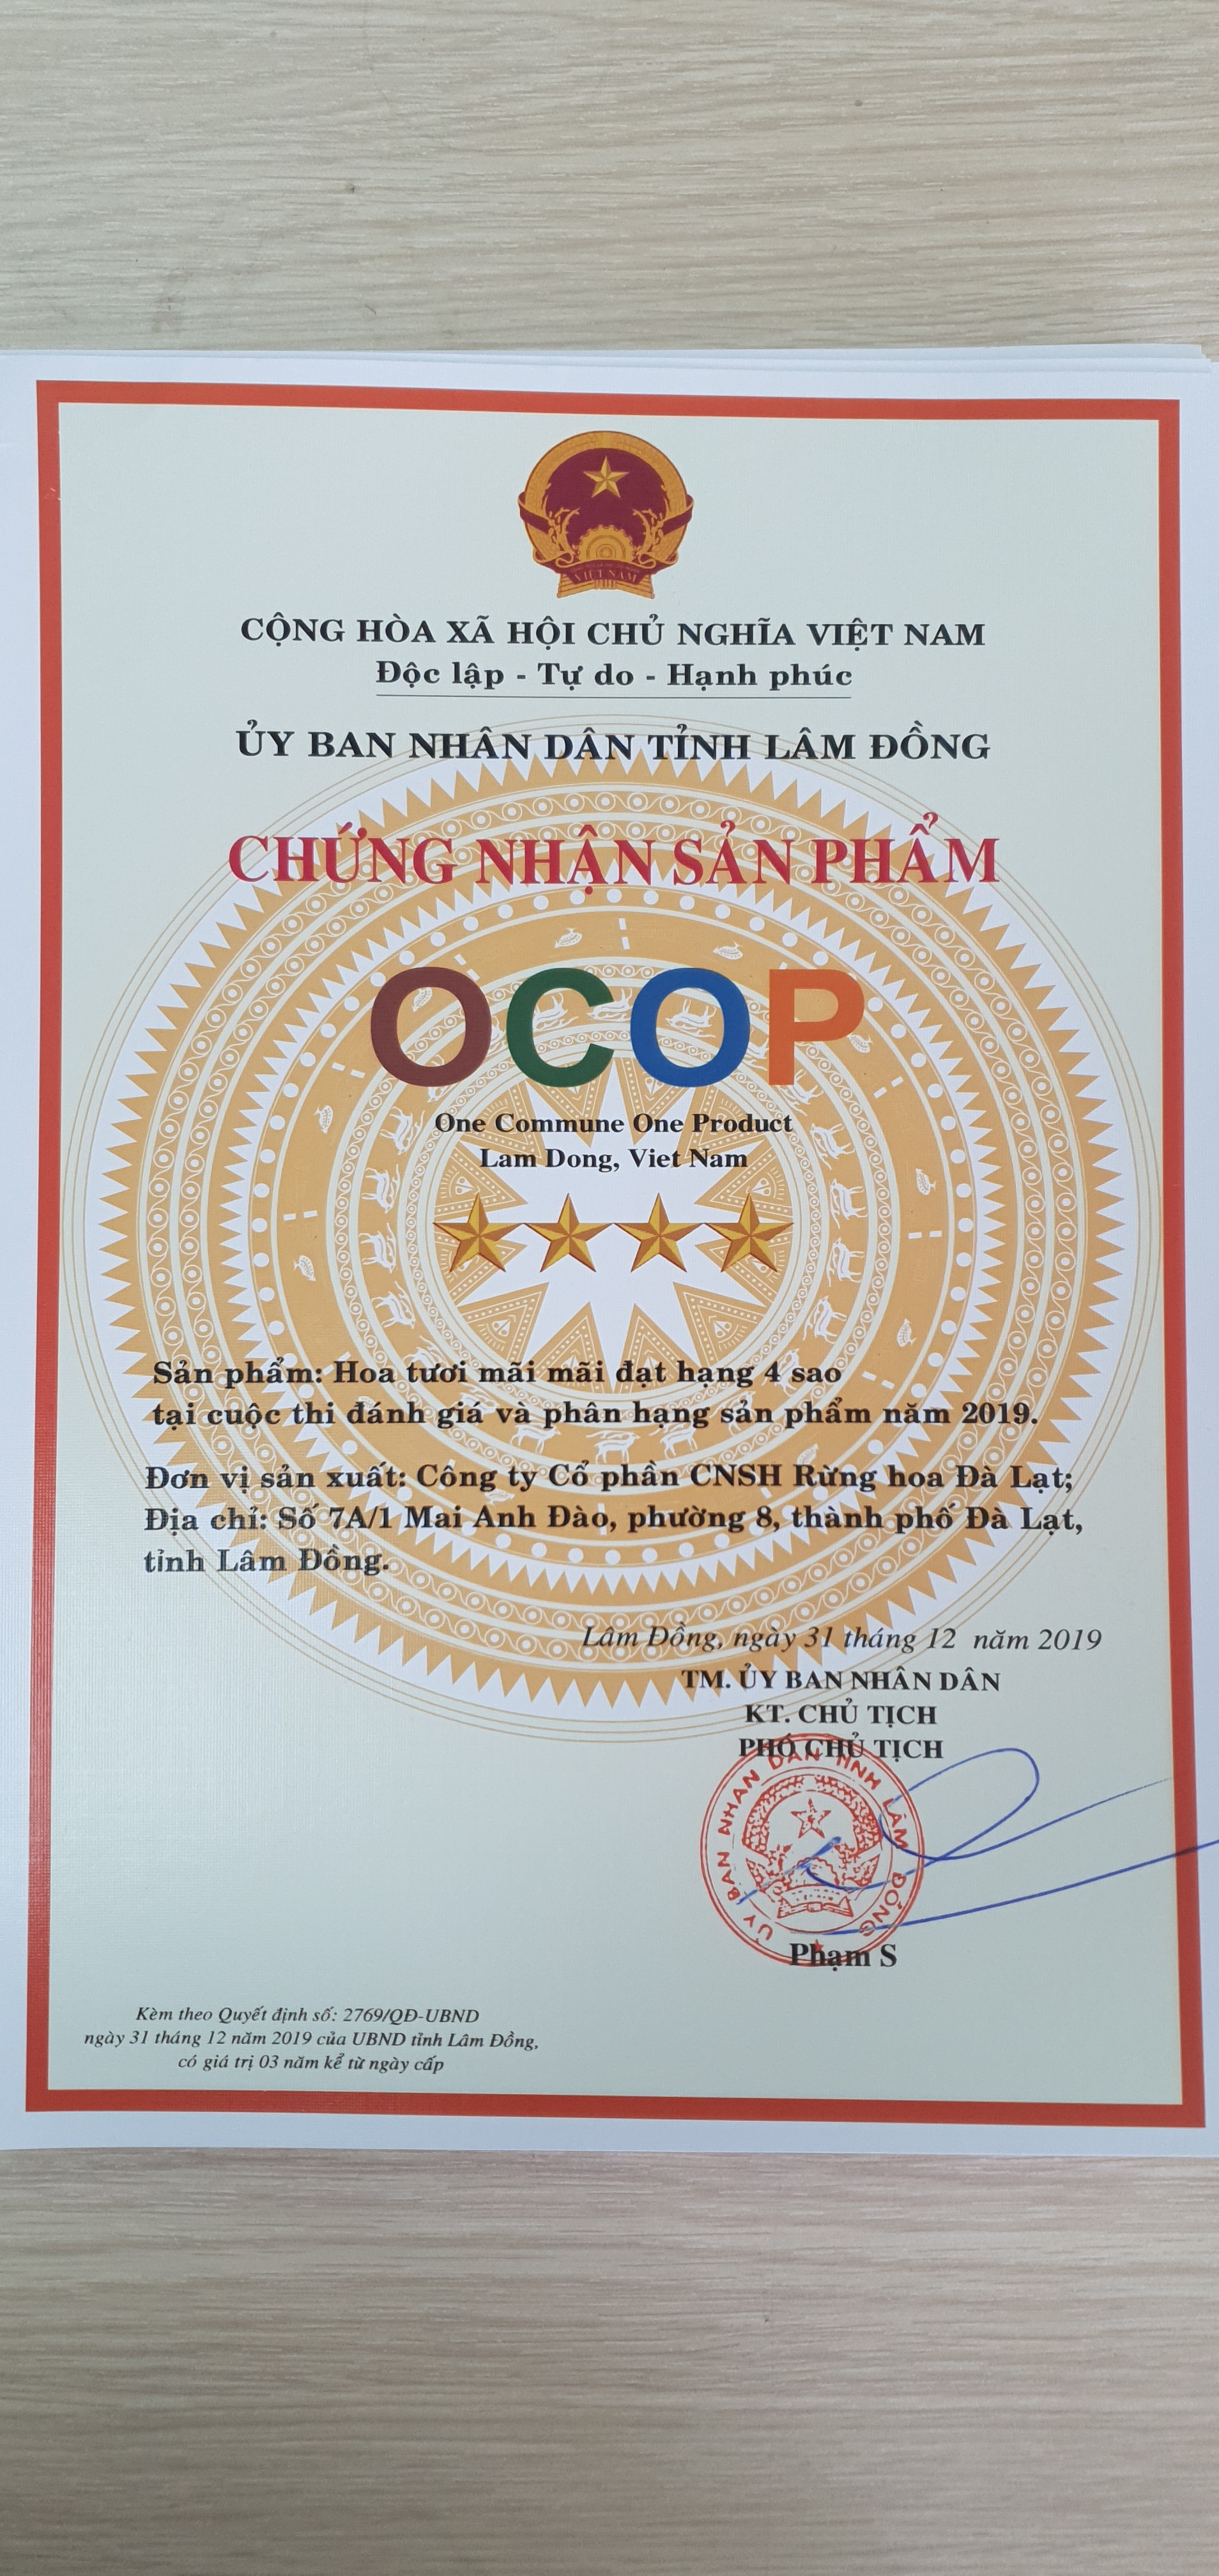 VIỆT NAM
CỘNG HÒA XÃ HỘI CHỦ NGHĨA VIỆT NAM
Độc lập - Tự do - Hạnh phúc
ỦY BAN NHÂN DÂN TỈNH LÂM ĐỒNG
CHỨNG NHẬN SẢN PHẨM
OCOP
One Commune One Product
Lam Dong, Viet Nam
Sản phẩm: Hoa tươi mãi mãi đạt hạng 4 sao
tại cuộc thi đánh giá và phân hạng sản phẩm năm 2019.
Đơn vị sản xuất: Công ty Cổ phần CNSH Rừng hoa Đà Lạt;
Địa chỉ: Số 7A/1 Mai Anh Đào, phường 8, thành phố Đà Lạt,
tỉnh Lâm Đồng.
Lâm Đồng, ngày 31 tháng 12 năm 2019
TM. ỦY BAN NHÂN DÂN
KT. CHỦ TỊCH
PHÓ CHỦ TỊCH
ỦY BAN NHÂN DÂN TỈNH LÂM ĐỒNG
Phạm S
Kèm theo Quyết định số: 2769/QĐ-UBND
ngày 31 tháng 12 năm 2019 của UBND tỉnh Lâm Đồng,
có giá trị 03 năm kể từ ngày cấp